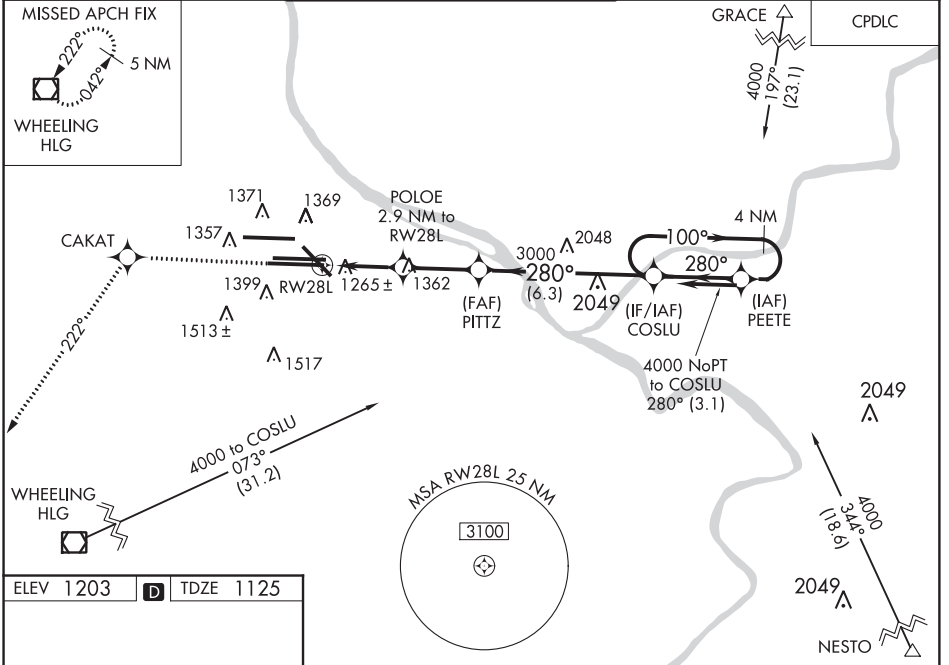 MISSED APCH FIX
222°
042°
5 NM
WHEELING
HLG
GRACE
CPDLC
4000
197°
(23.1)
1371
1369
1357
POLOE
2.9 NM to
RW28L
4 NM
CAKAT
100°
3000
2048
280°
280°
(6.3)
1399
RW28L
1265 ±
1362
2049
(FAF)
PITTZ
(IF/IAF)
COSLU
(IAF)
PEETE
1513 ±
222°
1517
4000 NoPT
to COSLU
280° (3.1)
2049
4000 to COSLU
073°
(31.2)
WHEELING
HLG
MSA RW28L 25 NM
3100
4000
344°
(18.6)
ELEV 1203
D
TDZE 1125
2049
NESTO